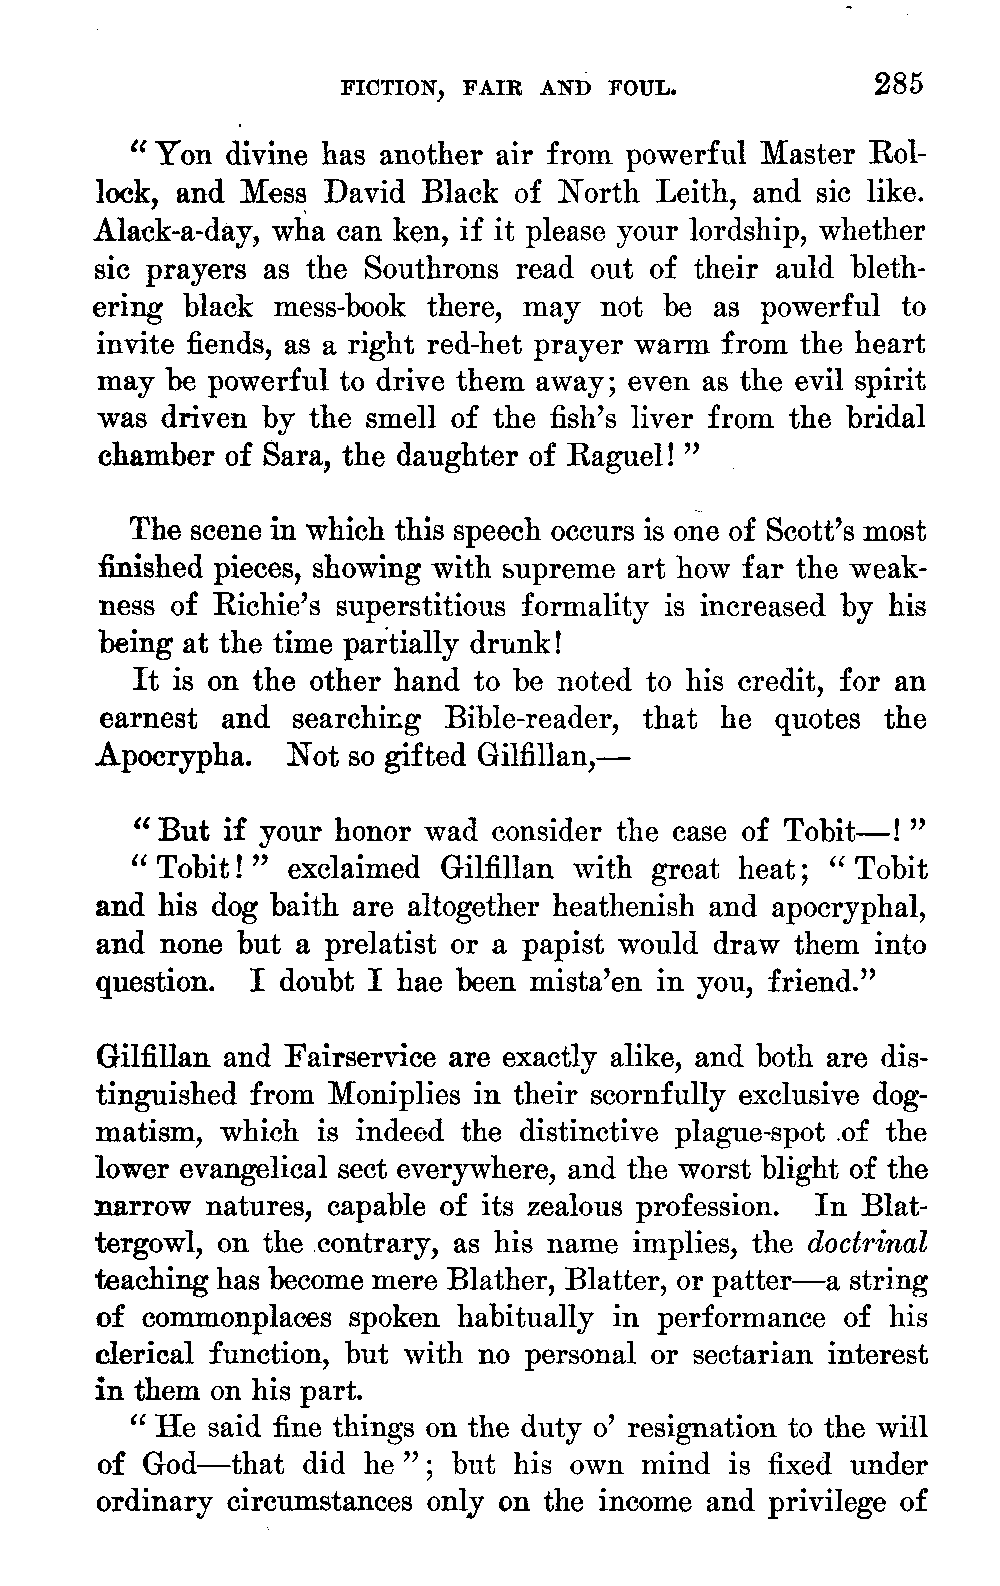 FICTION, FAIR AND FOUL. 285
“ Yon divine has another air from powerful Master Rol-
lock, and Mess David Black of North Leith, and sic like.
Alack-a-day, wha can ken, if it please your lordship, whether
sic prayers as the Southrons read out of their auld bleth-
ering black mess-book there, may not be as powerful to
invite fiends, as a right red-het prayer warm from the heart
may be powerful to drive them away; even as the evil spirit
was driven by the smell of the fish’s liver from the bridal
chamber of Sara, the daughter of Raguel! ”
The scene in which this speech occurs is one of Scott’s most
finished pieces, showing with supreme art how far the weak-
ness of Richie’s superstitious formality is increased by his
being at the time partially drunk!
It is on the other hand to be noted to his credit, for an
earnest and searching Bible-reader, that he quotes the
Apocrypha. Not so gifted Gilfillan,—
“ But if your honor wad consider the case of Tobit—! ”
“ Tobit! ” exclaimed Gilfillan with great heat; “ Tobit
and his dog baith are altogether heathenish and apocryphal,
and none but a prelatist or a papist would draw them into
question. I doubt I hae been mista’en in you, friend.”
Gilfillan and Fairservice are exactly alike, and both are dis-
tinguished from Moniplies in their scornfully exclusive dog-
matism, which is indeed the distinctive plague-spot of the
lower evangelical sect everywhere, and the worst blight of the
narrow natures, capable of its zealous profession. In Blat-
tergowl, on the contrary, as his name implies, the doctrinal
teaching has become mere Blather, Blatter, or patter—a string
of commonplaces spoken habitually in performance of his
clerical function, but with no personal or sectarian interest
in them on his part.
“ He said fine things on the duty o’ resignation to the will
of God—that did he ”; but his own mind is fixed under
ordinary circumstances only on the income and privilege of